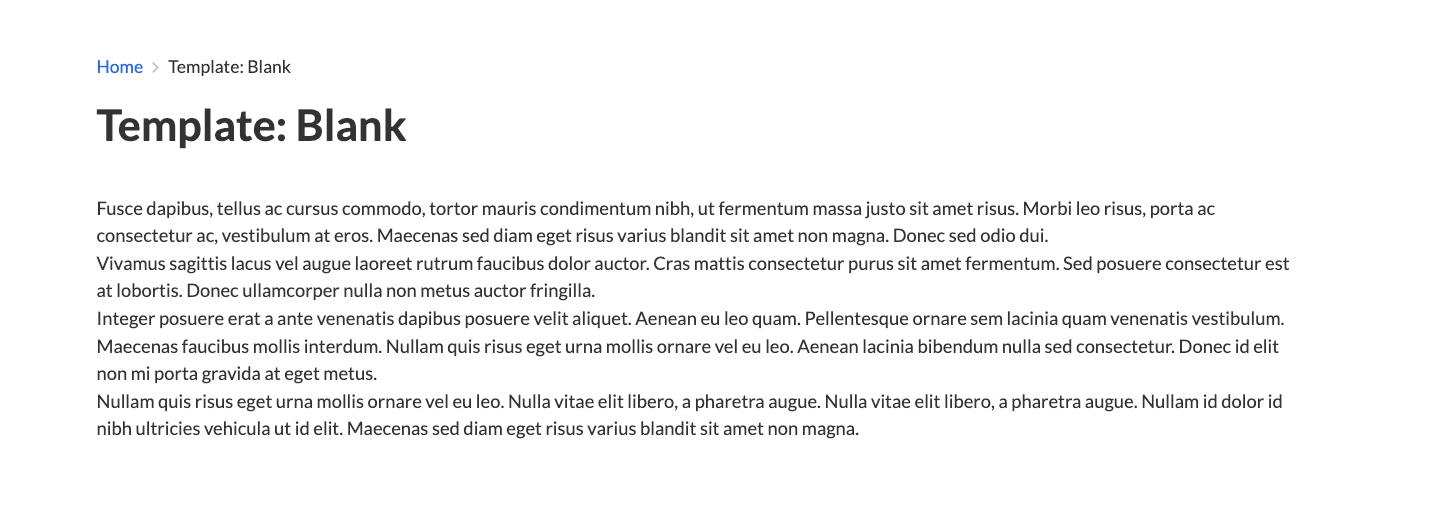 Home > Template: Blank
Template: Blank
Fusce dapibus, tellus ac cursus commodo, tortor mauris condimentum nibh, ut fermentum massa justo sit amet risus. Morbi leo risus, porta ac
consectetur ac, vestibulum at eros. Maecenas sed diam eget risus varius blandit sit amet non magna. Donec sed odio dui.
Vivamus sagittis lacus vel augue laoreet rutrum faucibus dolor auctor. Cras mattis consectetur purus sit amet fermentum. Sed posuere consectetur est
at lobortis. Donec ullamcorper nulla non metus auctor fringilla.
Integer posuere erat a ante venenatis dapibus posuere velit aliquet. Aenean eu leo quam. Pellentesque ornare sem lacinia quam venenatis vestibulum.
Maecenas faucibus mollis interdum. Nullam quis risus eget urna mollis ornare vel eu leo. Aenean lacinia bibendum nulla sed consectetur. Donec id elit
non mi porta gravida at eget metus.
Nullam quis risus eget urna mollis ornare vel eu leo. Nulla vitae elit libero, a pharetra augue. Nulla vitae elit libero, a pharetra augue. Nullam id dolor id
nibh ultricies vehicula ut id elit. Maecenas sed diam eget risus varius blandit sit amet non magna.